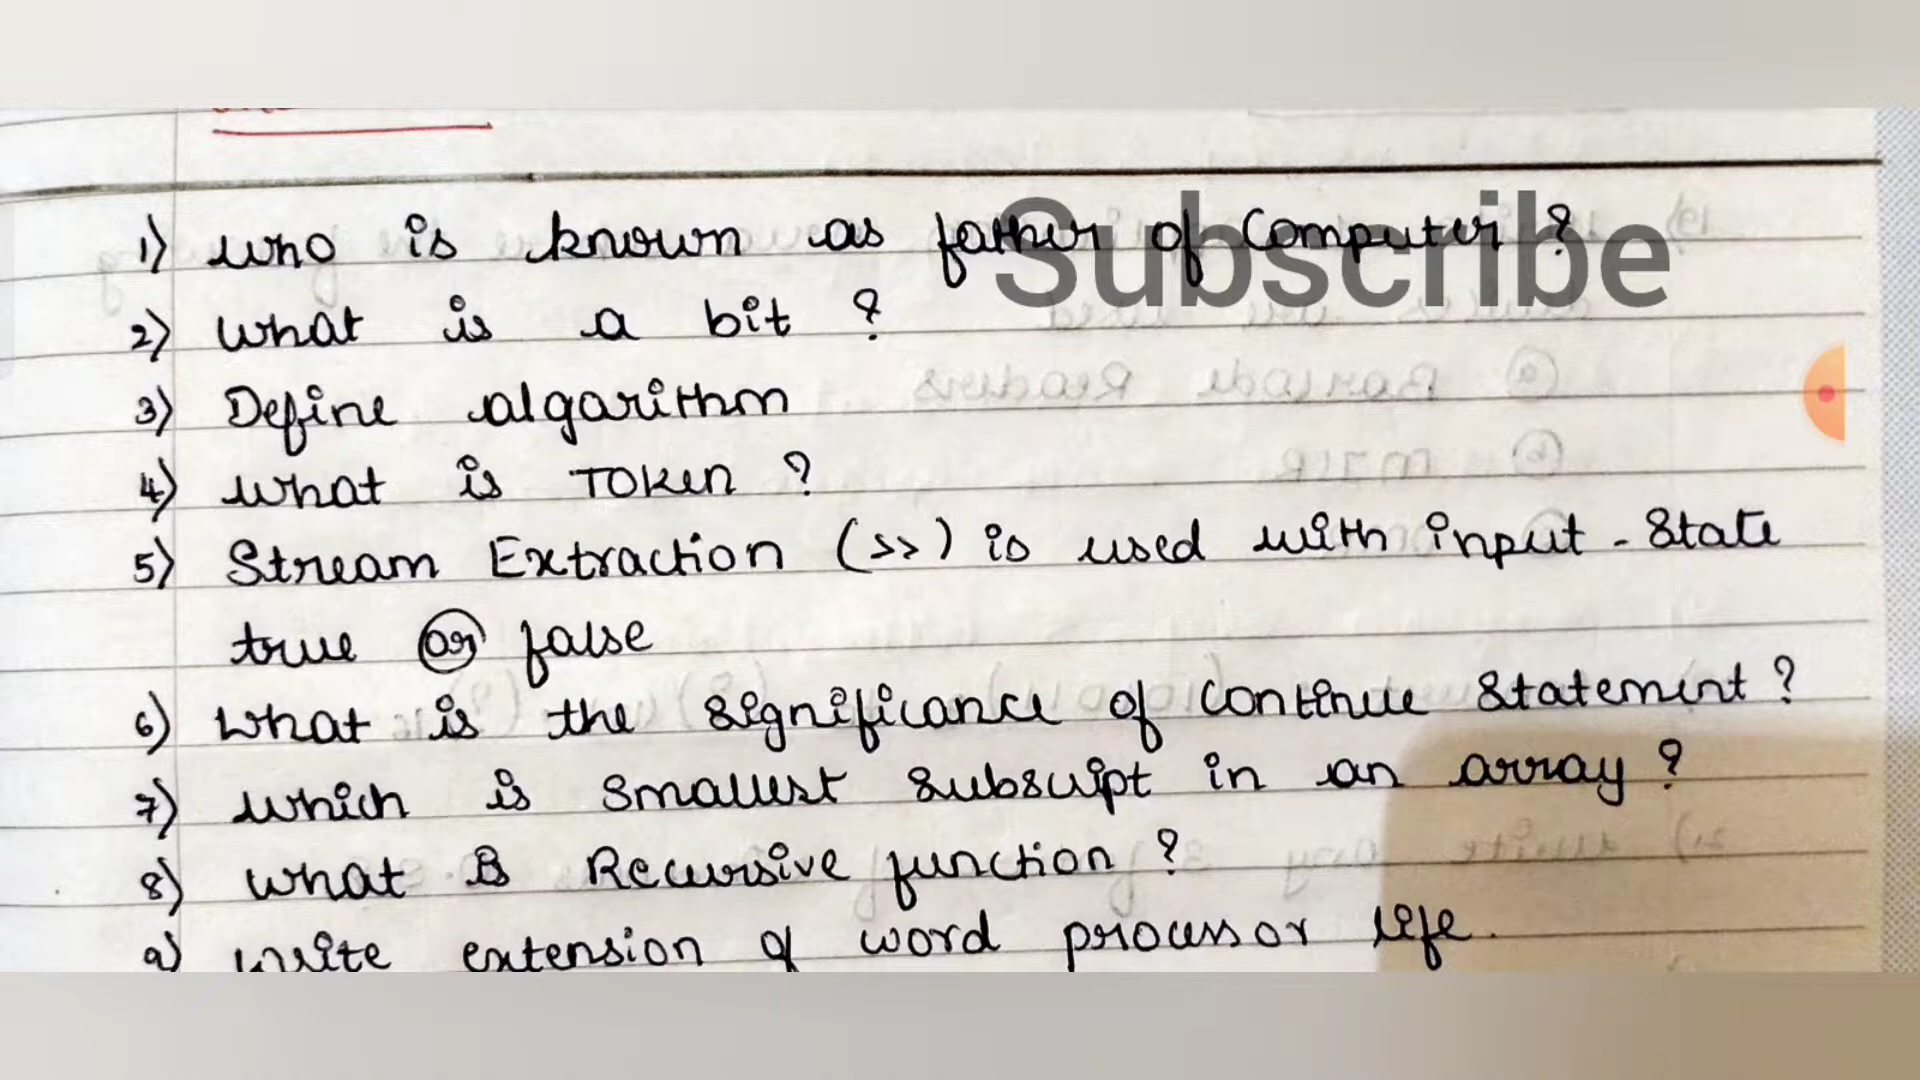 Subscribe
1) who is known as father of Computer ?
2) What is a bit ?
3) Define algarithm
4) what is TOKen ?
5) Stream Extraction (>>) is used with input - State
true or false
6) What is the significance of continue statement ?
7) which is smallest subscript in an array ?
8) what is Recursive function ?
9) write extension of word processor life.